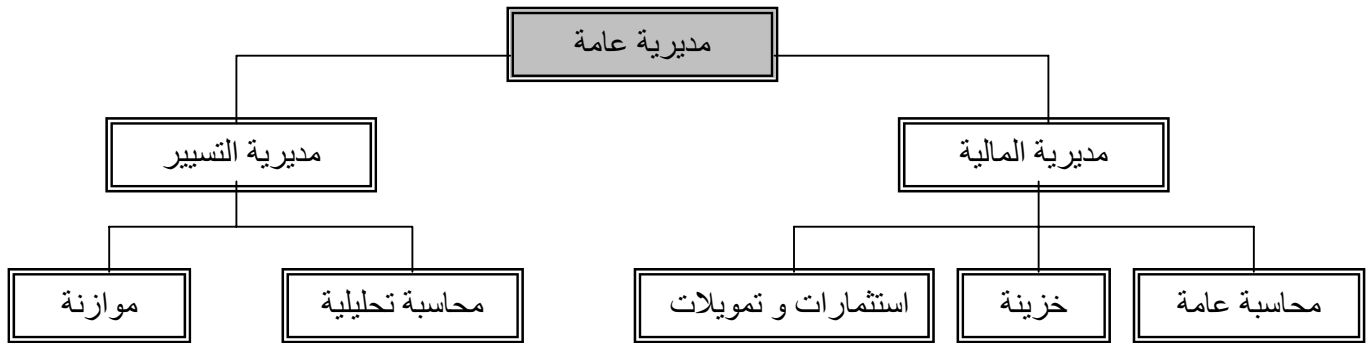 مديرية عامة
مديرية المالية
مديرية التسيير
محاسبة عامة
خزينة
استثمارات و تمويلات
محاسبة تحليلية
موازنة